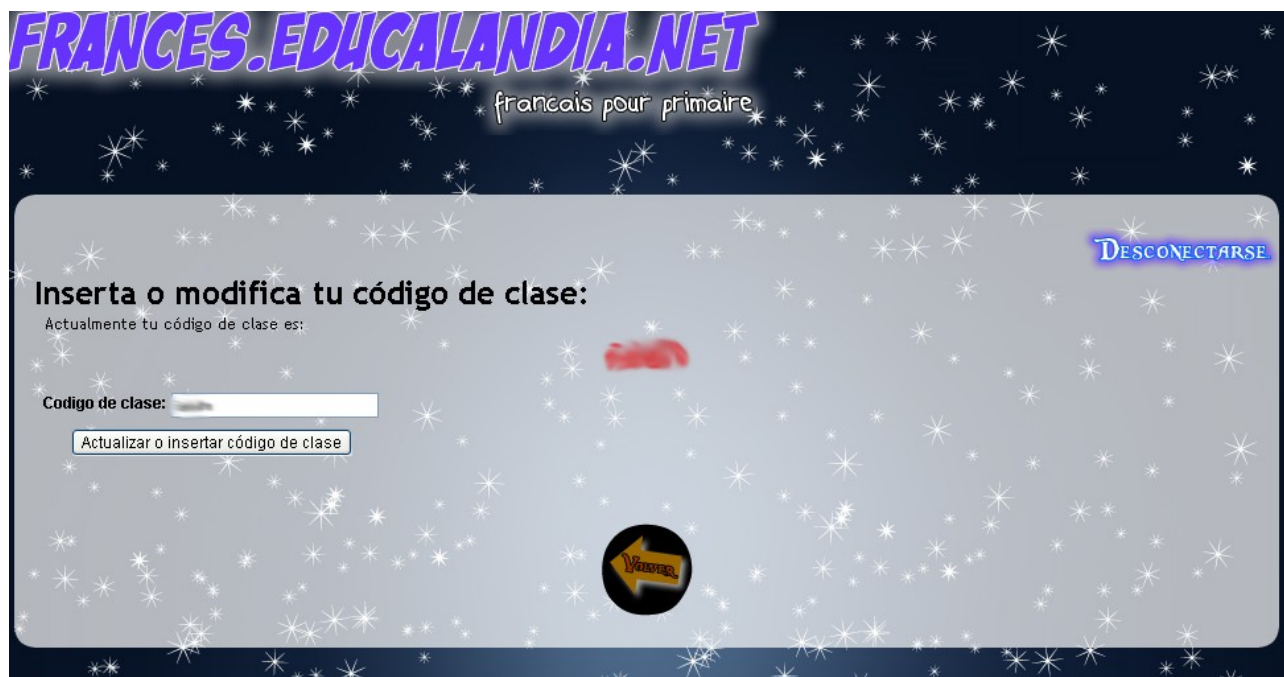 FRANCES.EDUCALANDIA.NET
francais pour primaire
DESCONECTARSE
Inserta o modifica tu código de clase:
Actualmente tu código de clase es:
Codigo de clase:
Actualizar o insertar código de clase
VOLVER